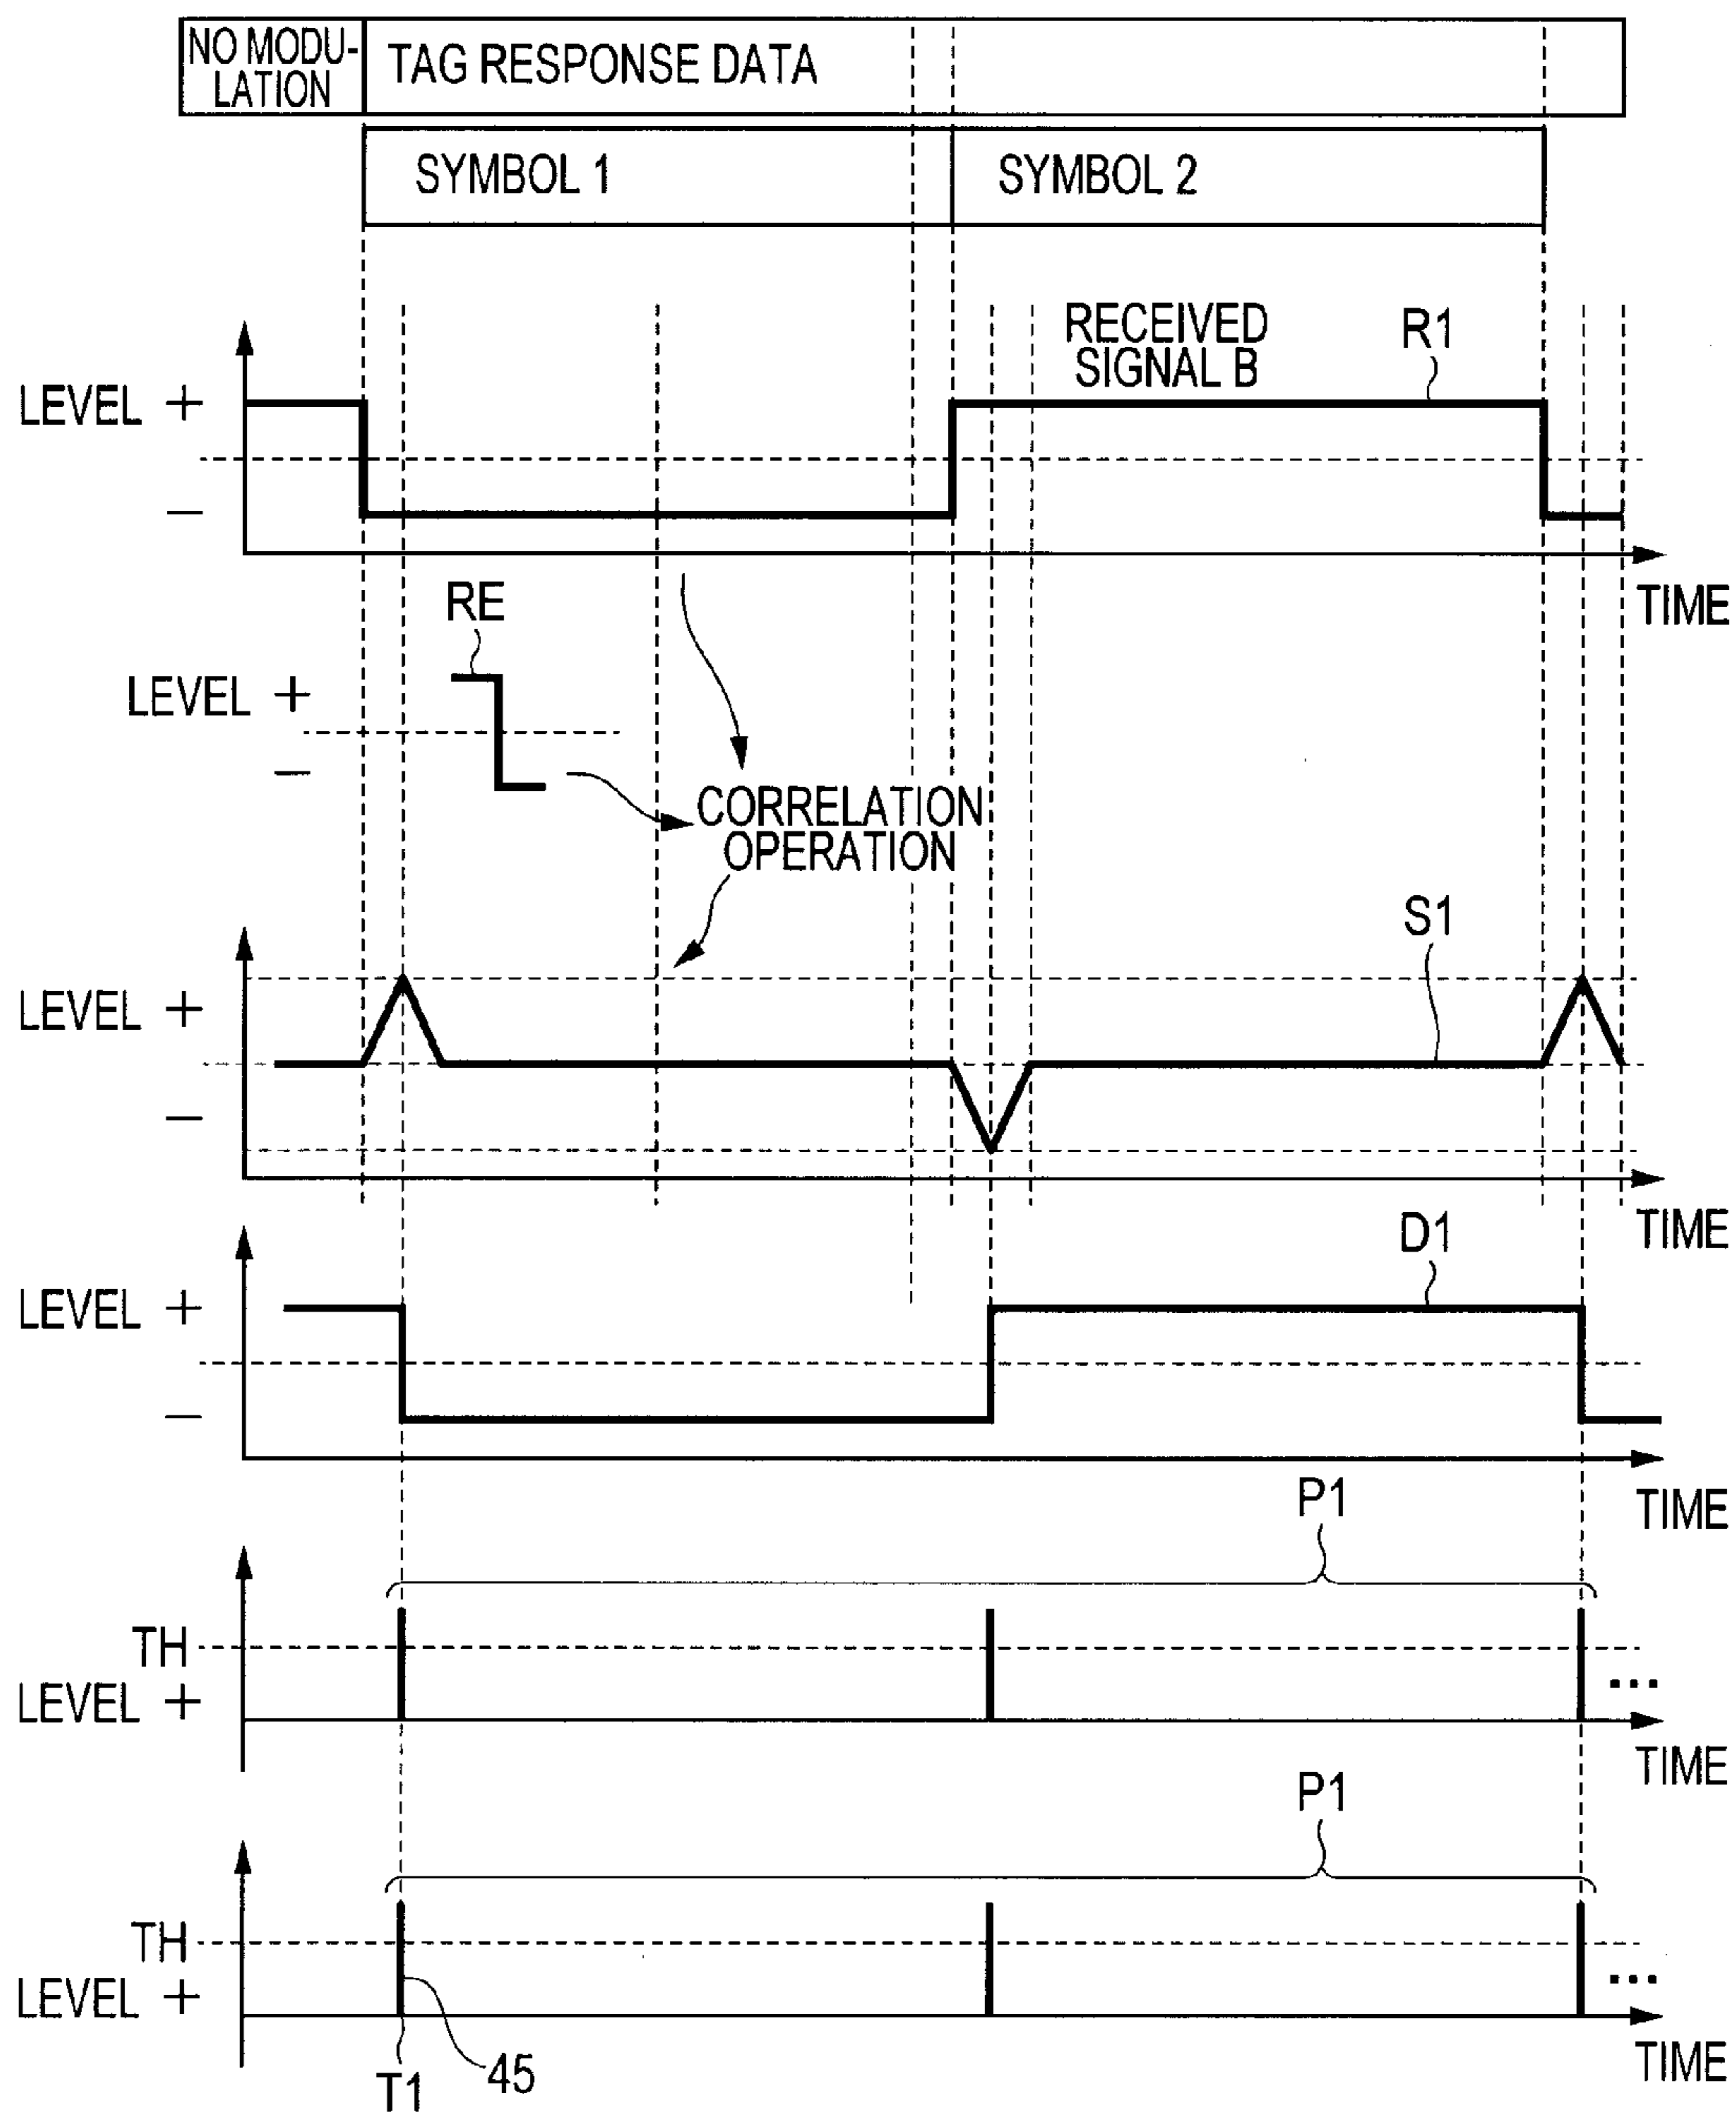 NO MODU-
LATION
TAG RESPONSE DATA
SYMBOL 1
SYMBOL 2
RECEIVED
SIGNAL B
R1
LEVEL +
−
TIME
RE
LEVEL +
−
CORRELATION
OPERATION
S1
LEVEL +
−
TIME
D1
LEVEL +
−
TIME
P1
TH
LEVEL +
...
TIME
P1
TH
LEVEL +
...
TIME
T1
45